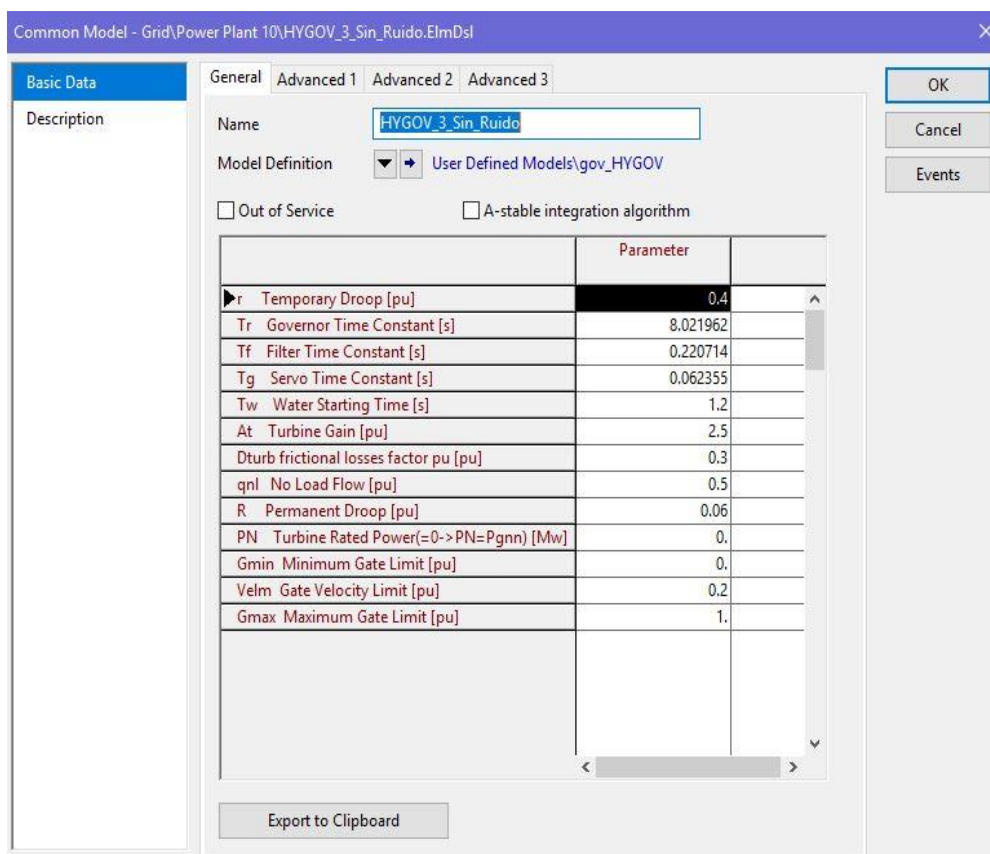 Common Model - Grid\Power Plant 10\HYGOV_3_Sin_Ruido.ElmDsl
Basic Data
Description
General Advanced 1 Advanced 2 Advanced 3
Name HYGOV_3_Sin_Ruido
Model Definition User Defined Models\gov_HYGOV
Out of Service A-stable integration algorithm
Parameter
r Temporary Droop [pu] 0.4
Tr Governor Time Constant [s] 8.021962
Tf Filter Time Constant [s] 0.220714
Tg Servo Time Constant [s] 0.062355
Tw Water Starting Time [s] 1.2
At Turbine Gain [pu] 2.5
Dturb frictional losses factor pu [pu] 0.3
qnl No Load Flow [pu] 0.5
R Permanent Droop [pu] 0.06
PN Turbine Rated Power(=0->PN=Pgnn) [Mw] 0.
Gmin Minimum Gate Limit [pu] 0.
Velm Gate Velocity Limit [pu] 0.2
Gmax Maximum Gate Limit [pu] 1.
Export to Clipboard
OK
Cancel
Events